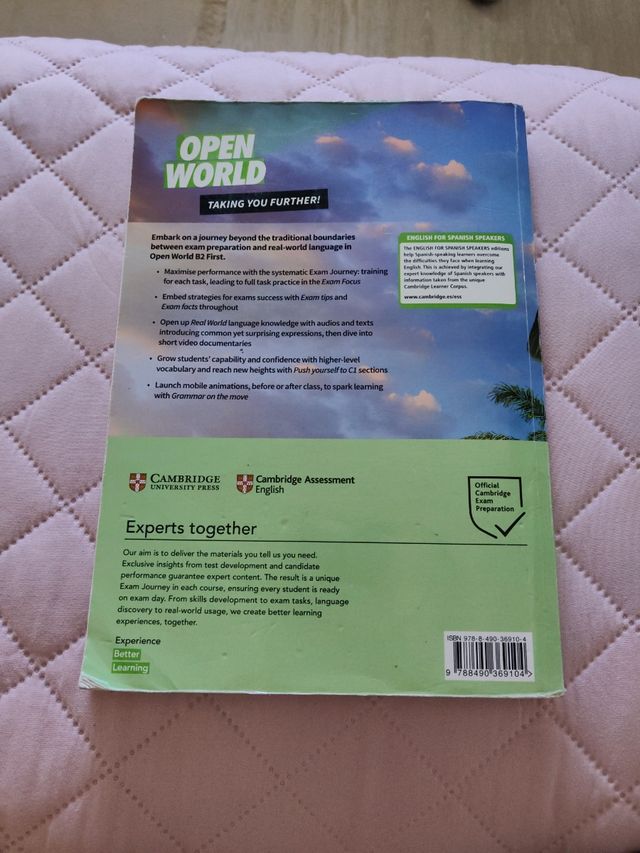 OPEN
WORLD
TAKING YOU FURTHER!
Embark on a journey beyond the traditional boundaries
between exam preparation and real-world language in
Open World B2 First.
• Maximise performance with the systematic Exam Journey: training
for each task, leading to full task practice in the Exam Focus
• Embed strategies for exams success with Exam tips and
Exam facts throughout
• Open up Real World language knowledge with audios and texts
introducing common yet surprising expressions, then dive into
short video documentaries
• Grow students' capability and confidence with higher-level
vocabulary and reach new heights with Push yourself to C1 sections
• Launch mobile animations, before or after class, to spark learning
with Grammar on the move
ENGLISH FOR SPANISH SPEAKERS
The ENGLISH FOR SPANISH SPEAKERS editions
help Spanish-speaking learners overcome
the difficulties they face when learning
English. This is achieved by integrating our
expert knowledge of Spanish speakers with
information taken from the unique
Cambridge Learner Corpus.
www.cambridge.es/ess
CAMBRIDGE
UNIVERSITY PRESS
Cambridge Assessment
English
Official
Cambridge
Exam
Preparation
Experts together
Our aim is to deliver the materials you tell us you need.
Exclusive insights from test development and candidate
performance guarantee expert content. The result is a unique
Exam Journey in each course, ensuring every student is ready
on exam day. From skills development to exam tasks, language
discovery to real-world usage, we create better learning
experiences, together.
Experience
Better
Learning
ISBN 978-8-490-36910-4
9 788490 369104 >